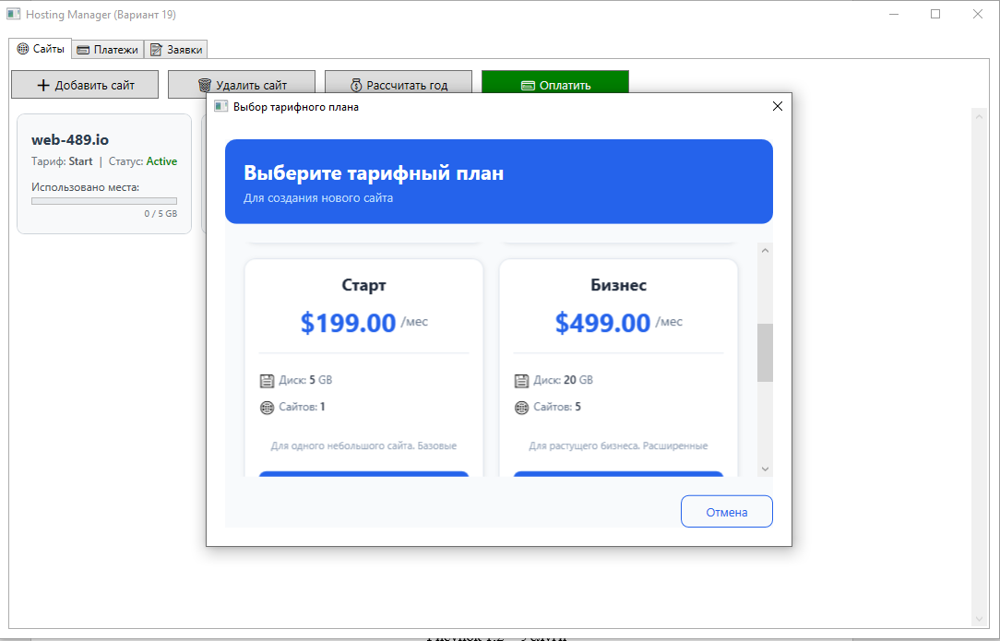 Hosting Manager (Вариант 19)
Сайты Платежи Заявки
Добавить сайт Удалить сайт Рассчитать год Оплатить
web-489.io
Тариф: Start | Статус: Active
Использовано места:
0 / 5 GB
Выбор тарифного плана
Выберите тарифный план
Для создания нового сайта
Старт
$199.00 /мес
Диск: 5 GB
Сайтов: 1
Для одного небольшого сайта. Базовые
Бизнес
$499.00 /мес
Диск: 20 GB
Сайтов: 5
Для растущего бизнеса. Расширенные
Отмена